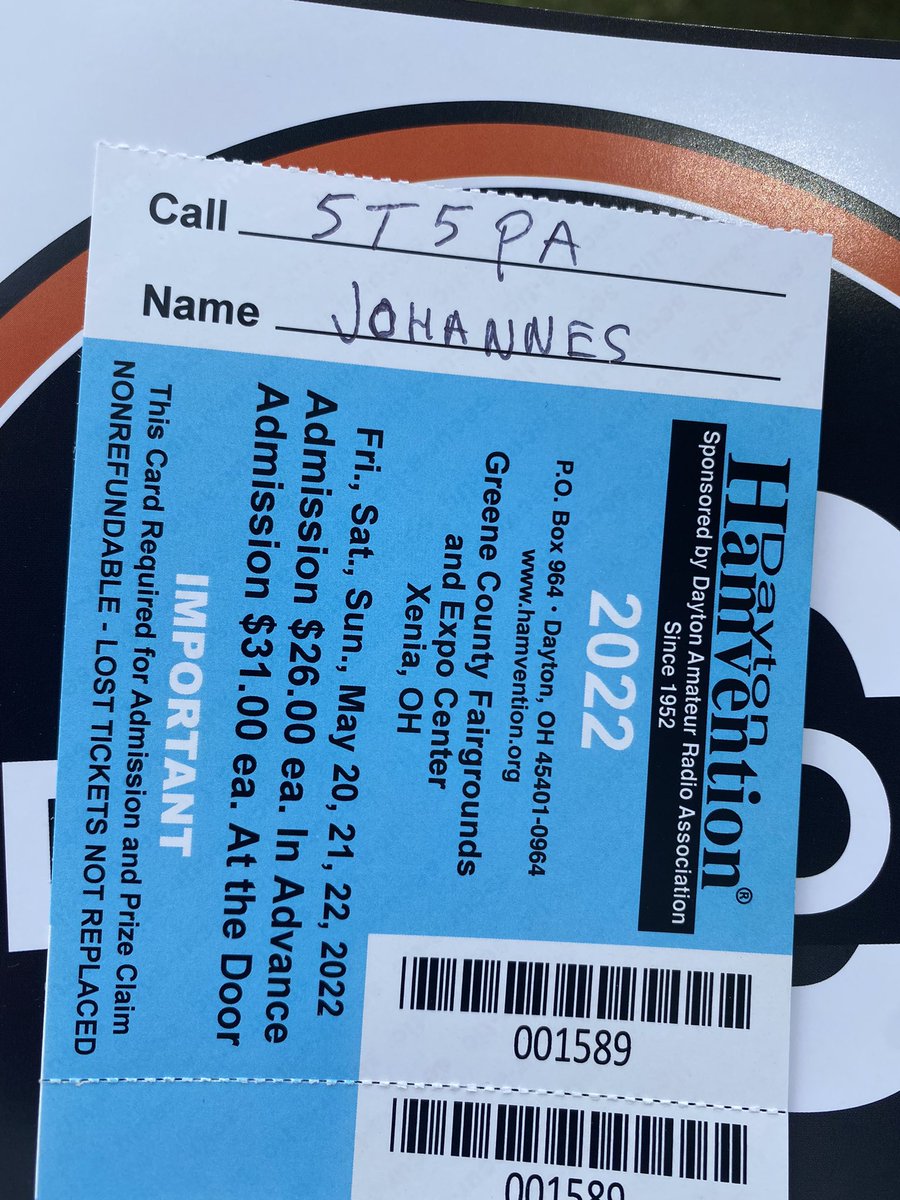 Call 5T5PA
Name JOHANNES
Dayton
Hamvention®
Sponsored by Dayton Amateur Radio Association
Since 1952
2022
P.O. Box 964 · Dayton, OH 45401-0964
www.hamvention.org
Greene County Fairgrounds
and Expo Center
Xenia, OH
Fri., Sat., Sun., May 20, 21, 22, 2022
Admission $26.00 ea. In Advance
Admission $31.00 ea. At the Door
IMPORTANT
This Card Required for Admission and Prize Claim
NONREFUNDABLE - LOST TICKETS NOT REPLACED
001589
001589